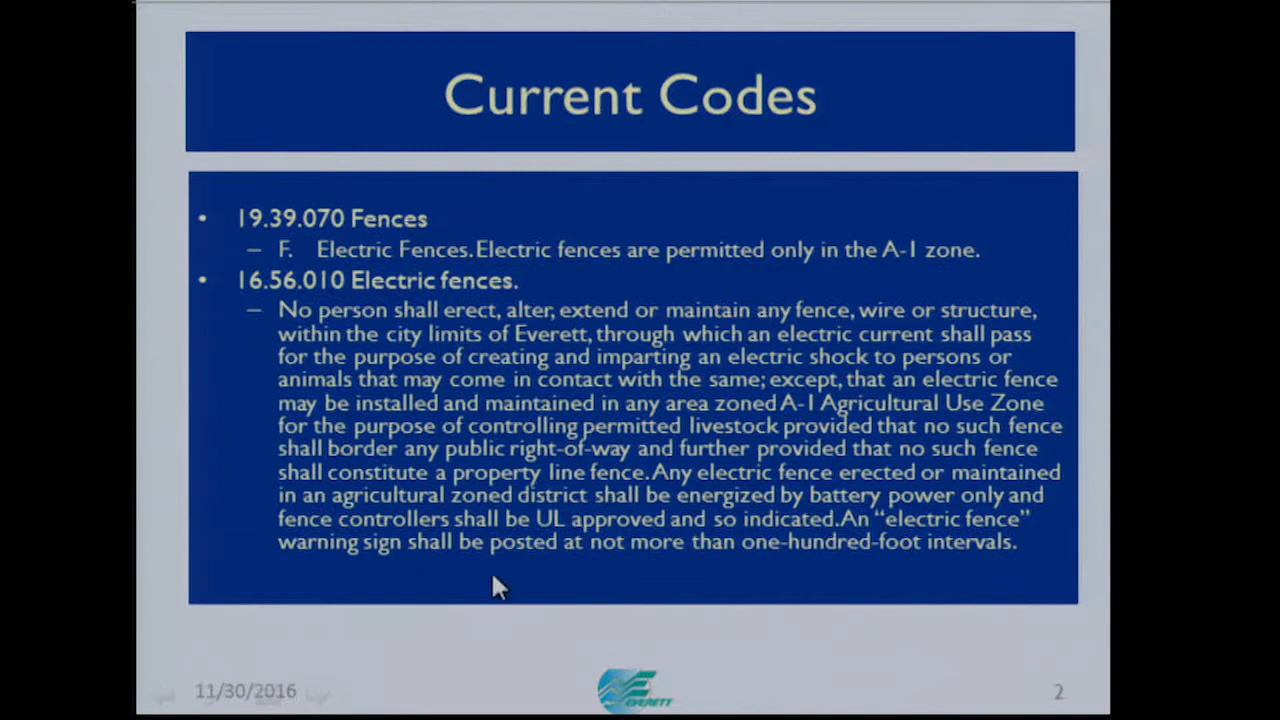 Current Codes
• 19.39.070 Fences
– F. Electric Fences. Electric fences are permitted only in the A-1 zone.
• 16.56.010 Electric fences.
– No person shall erect, alter, extend or maintain any fence, wire or structure,
within the city limits of Everett, through which an electric current shall pass
for the purpose of creating and imparting an electric shock to persons or
animals that may come in contact with the same; except, that an electric fence
may be installed and maintained in any area zoned A-1 Agricultural Use Zone
for the purpose of controlling permitted livestock provided that no such fence
shall border any public right-of-way and further provided that no such fence
shall constitute a property line fence. Any electric fence erected or maintained
in an agricultural zoned district shall be energized by battery power only and
fence controllers shall be UL approved and so indicated. An “electric fence”
warning sign shall be posted at not more than one-hundred-foot intervals.
11/30/2016
EVERETT
2